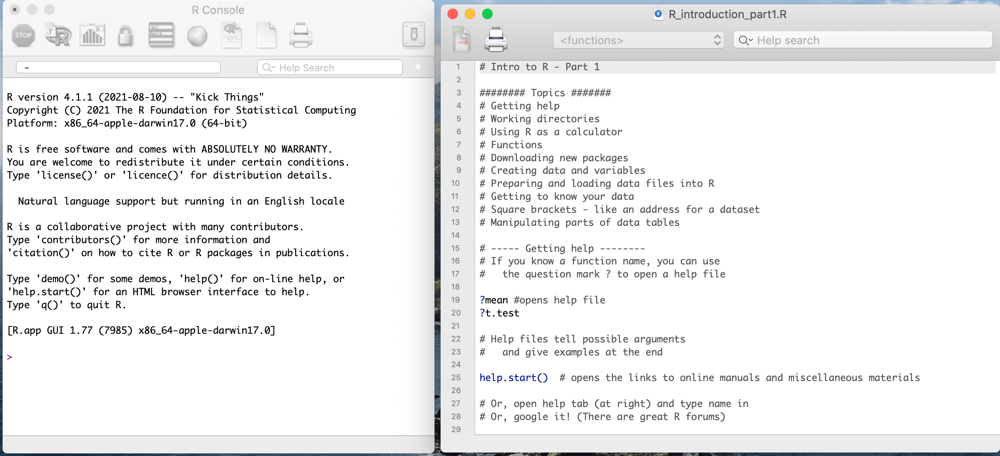 R Console
STOP
~
Help Search
R version 4.1.1 (2021-08-10) -- "Kick Things"
Copyright (C) 2021 The R Foundation for Statistical Computing
Platform: x86_64-apple-darwin17.0 (64-bit)
R is free software and comes with ABSOLUTELY NO WARRANTY.
You are welcome to redistribute it under certain conditions.
Type 'license()' or 'licence()' for distribution details.
Natural language support but running in an English locale
R is a collaborative project with many contributors.
Type 'contributors()' for more information and
'citation()' on how to cite R or R packages in publications.
Type 'demo()' for some demos, 'help()' for on-line help, or
'help.start()' for an HTML browser interface to help.
Type 'q()' to quit R.
[R.app GUI 1.77 (7985) x86_64-apple-darwin17.0]
>
R_introduction_part1.R
<functions>
Help search
1 # Intro to R - Part 1
2
3 ######## Topics #######
4 # Getting help
5 # Working directories
6 # Using R as a calculator
7 # Functions
8 # Downloading new packages
9 # Creating data and variables
10 # Preparing and loading data files into R
11 # Getting to know your data
12 # Square brackets - like an address for a dataset
13 # Manipulating parts of data tables
14
15 # ----- Getting help --------
16 # If you know a function name, you can use
17 #   the question mark ? to open a help file
18
19 ?mean #opens help file
20 ?t.test
21
22 # Help files tell possible arguments
23 #   and give examples at the end
24
25 help.start()  # opens the links to online manuals and miscellaneous materials
26
27 # Or, open help tab (at right) and type name in
28 # Or, google it! (There are great R forums)
29